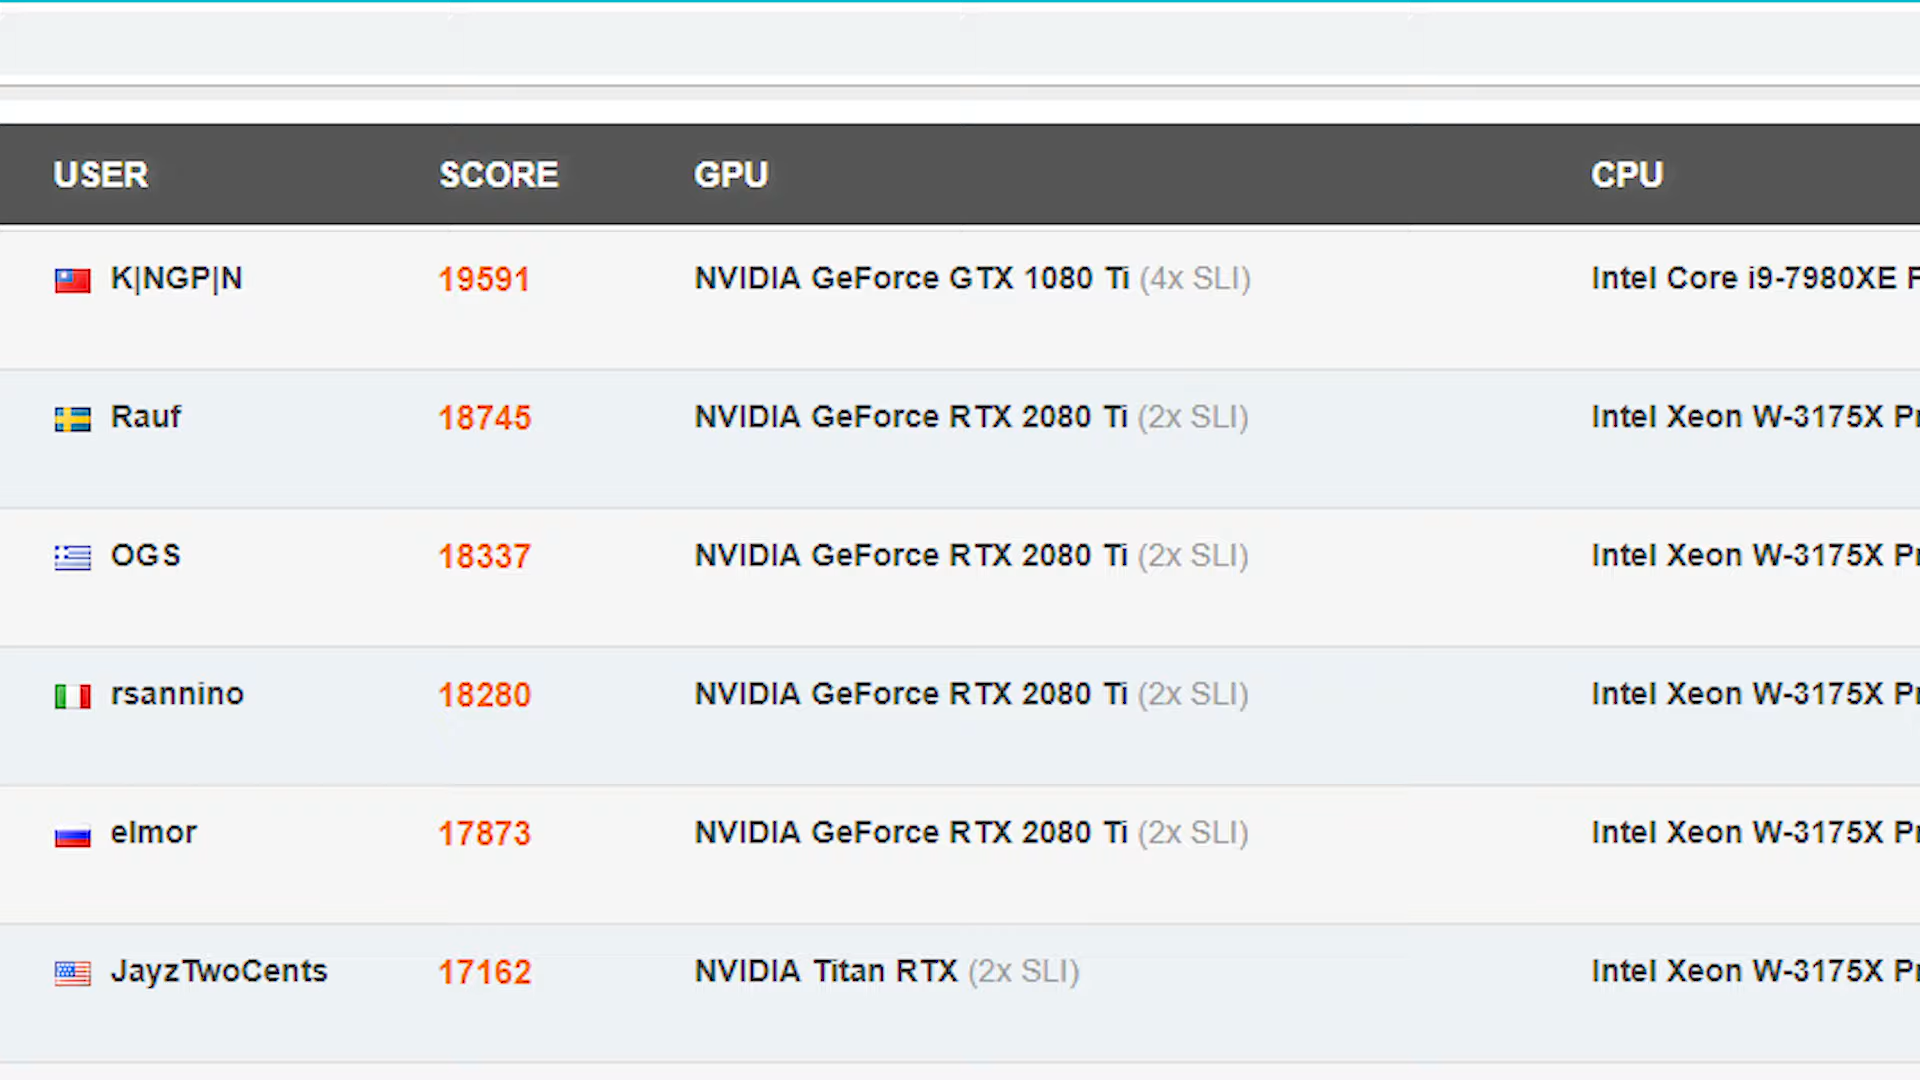 USER SCORE GPU CPU
K|NGP|N 19591 NVIDIA GeForce GTX 1080 Ti (4x SLI) Intel Core i9-7980XE
Rauf 18745 NVIDIA GeForce RTX 2080 Ti (2x SLI) Intel Xeon W-3175X
OGS 18337 NVIDIA GeForce RTX 2080 Ti (2x SLI) Intel Xeon W-3175X
rsannino 18280 NVIDIA GeForce RTX 2080 Ti (2x SLI) Intel Xeon W-3175X
elmor 17873 NVIDIA GeForce RTX 2080 Ti (2x SLI) Intel Xeon W-3175X
JayzTwoCents 17162 NVIDIA Titan RTX (2x SLI) Intel Xeon W-3175X